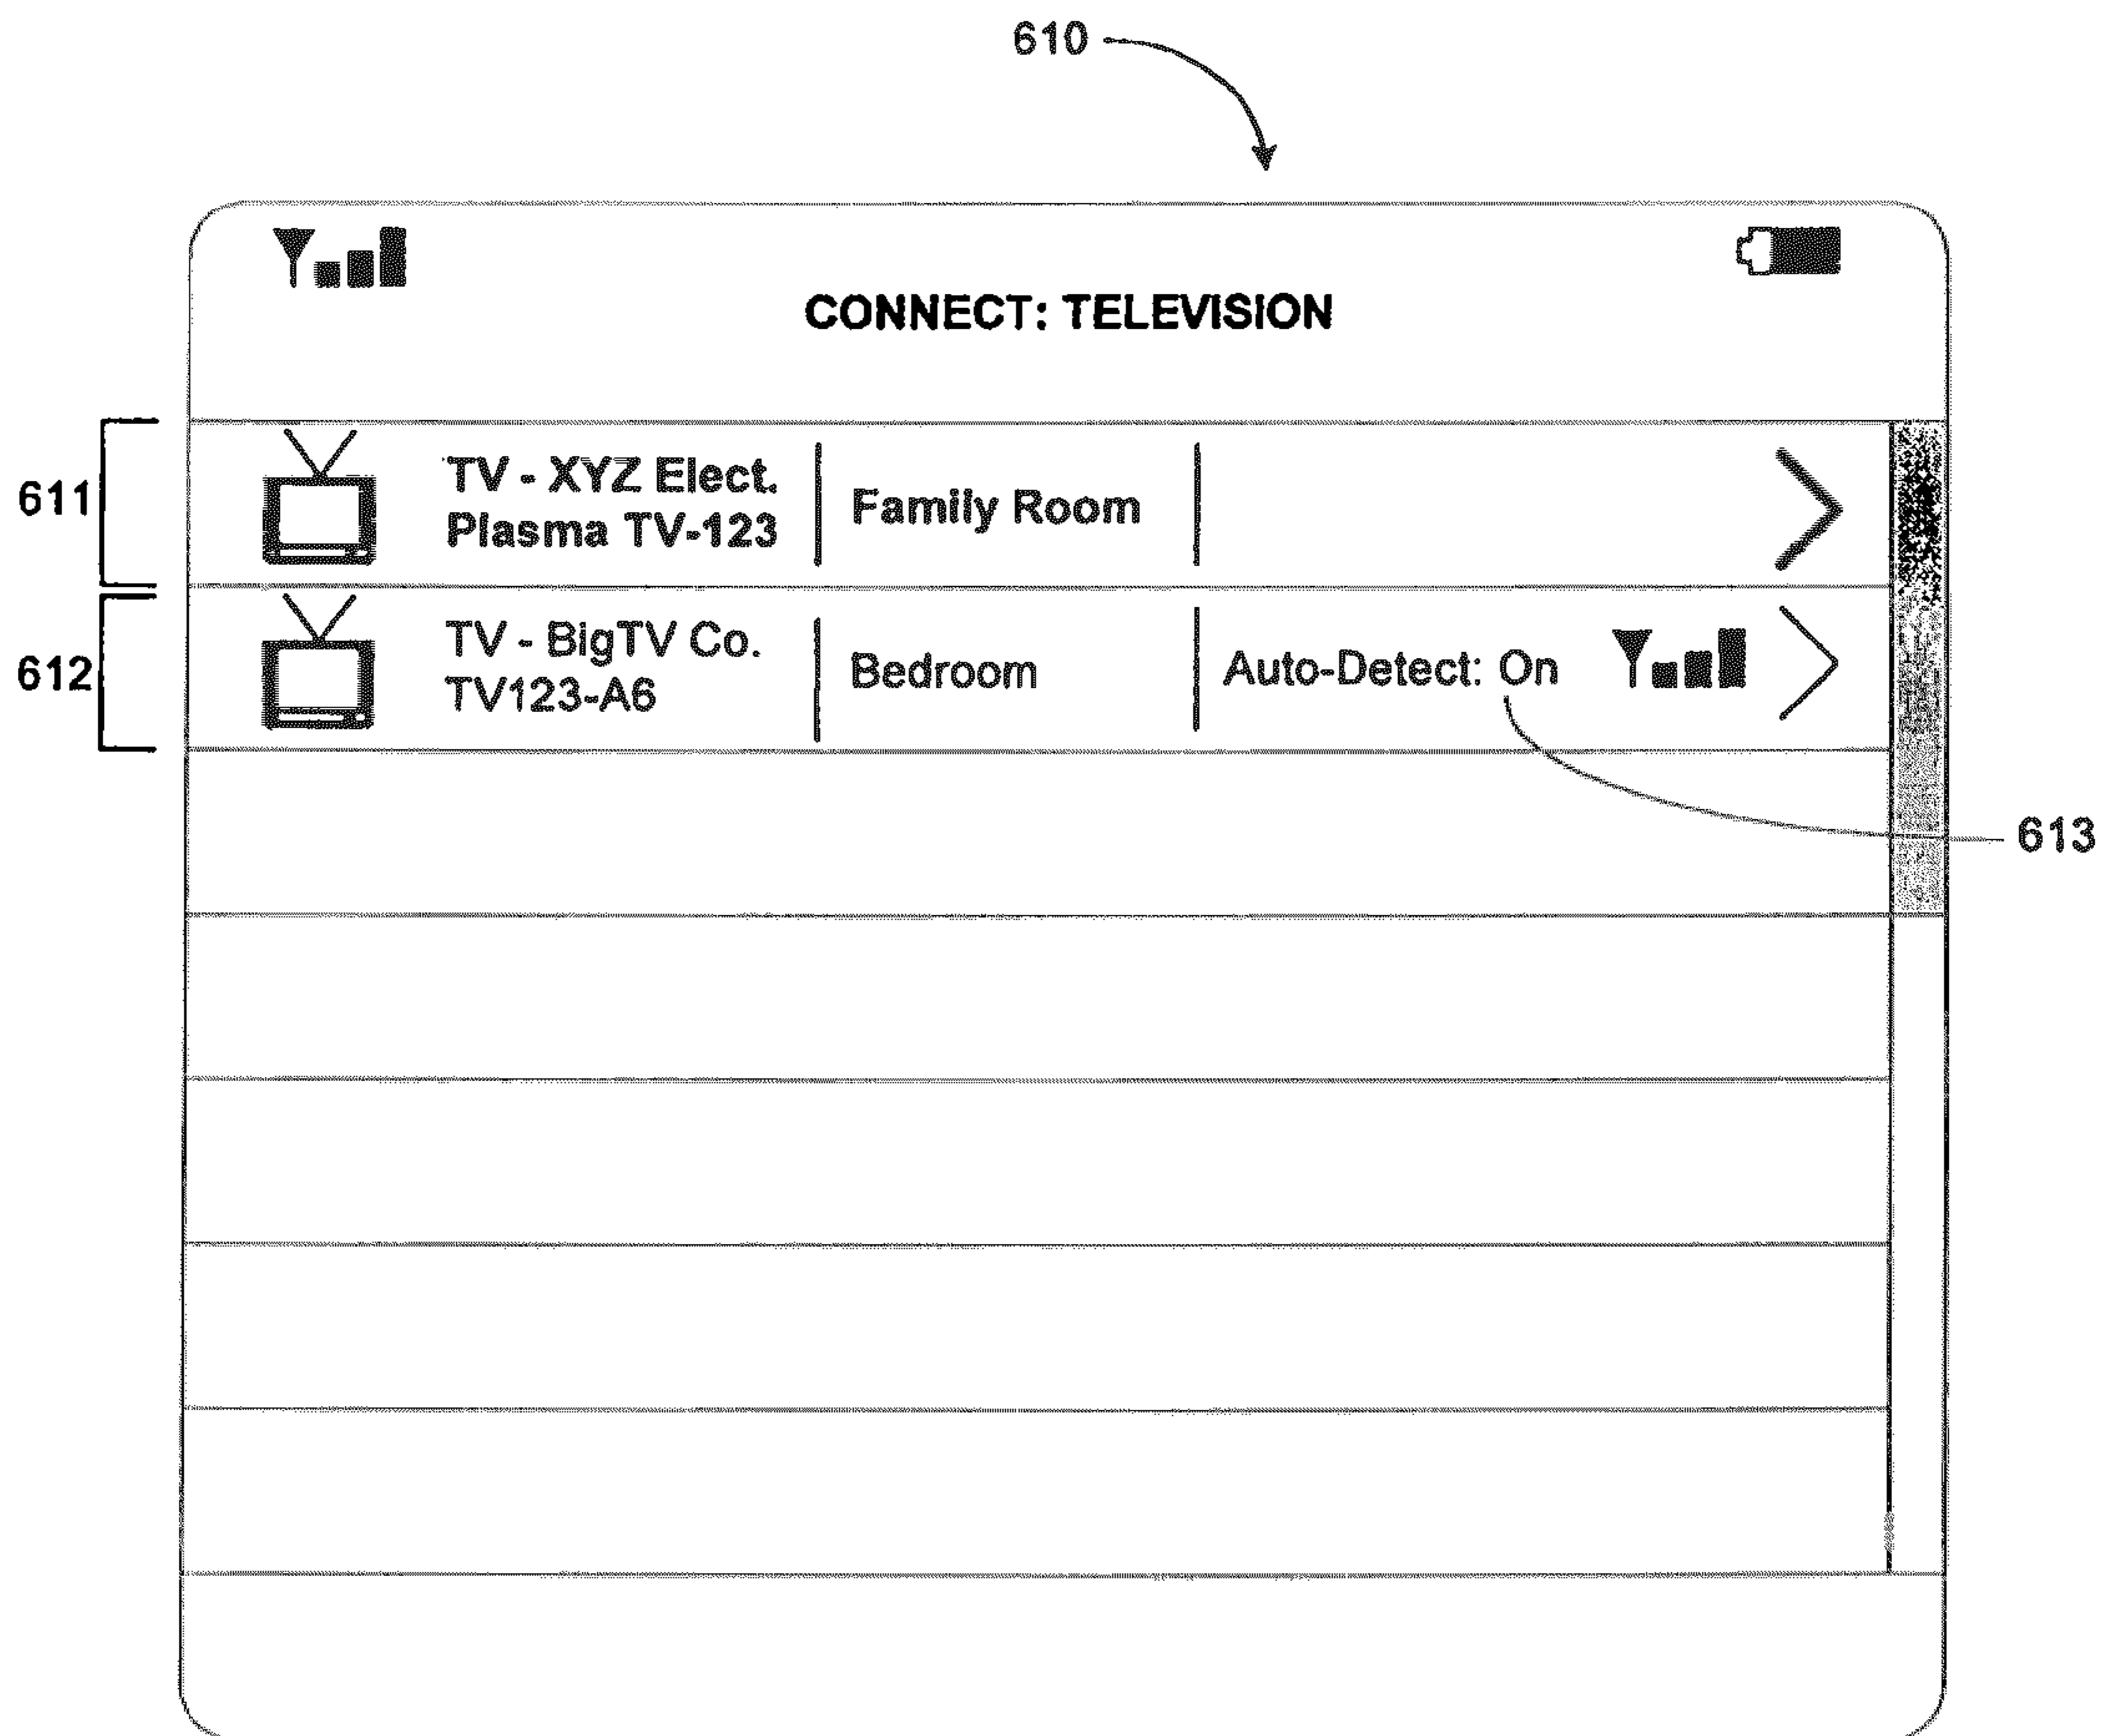 610
CONNECT: TELEVISION
611
TV - XYZ Elect.
Plasma TV-123
Family Room
612
TV - BigTV Co.
TV123-A6
Bedroom
Auto-Detect: On
613